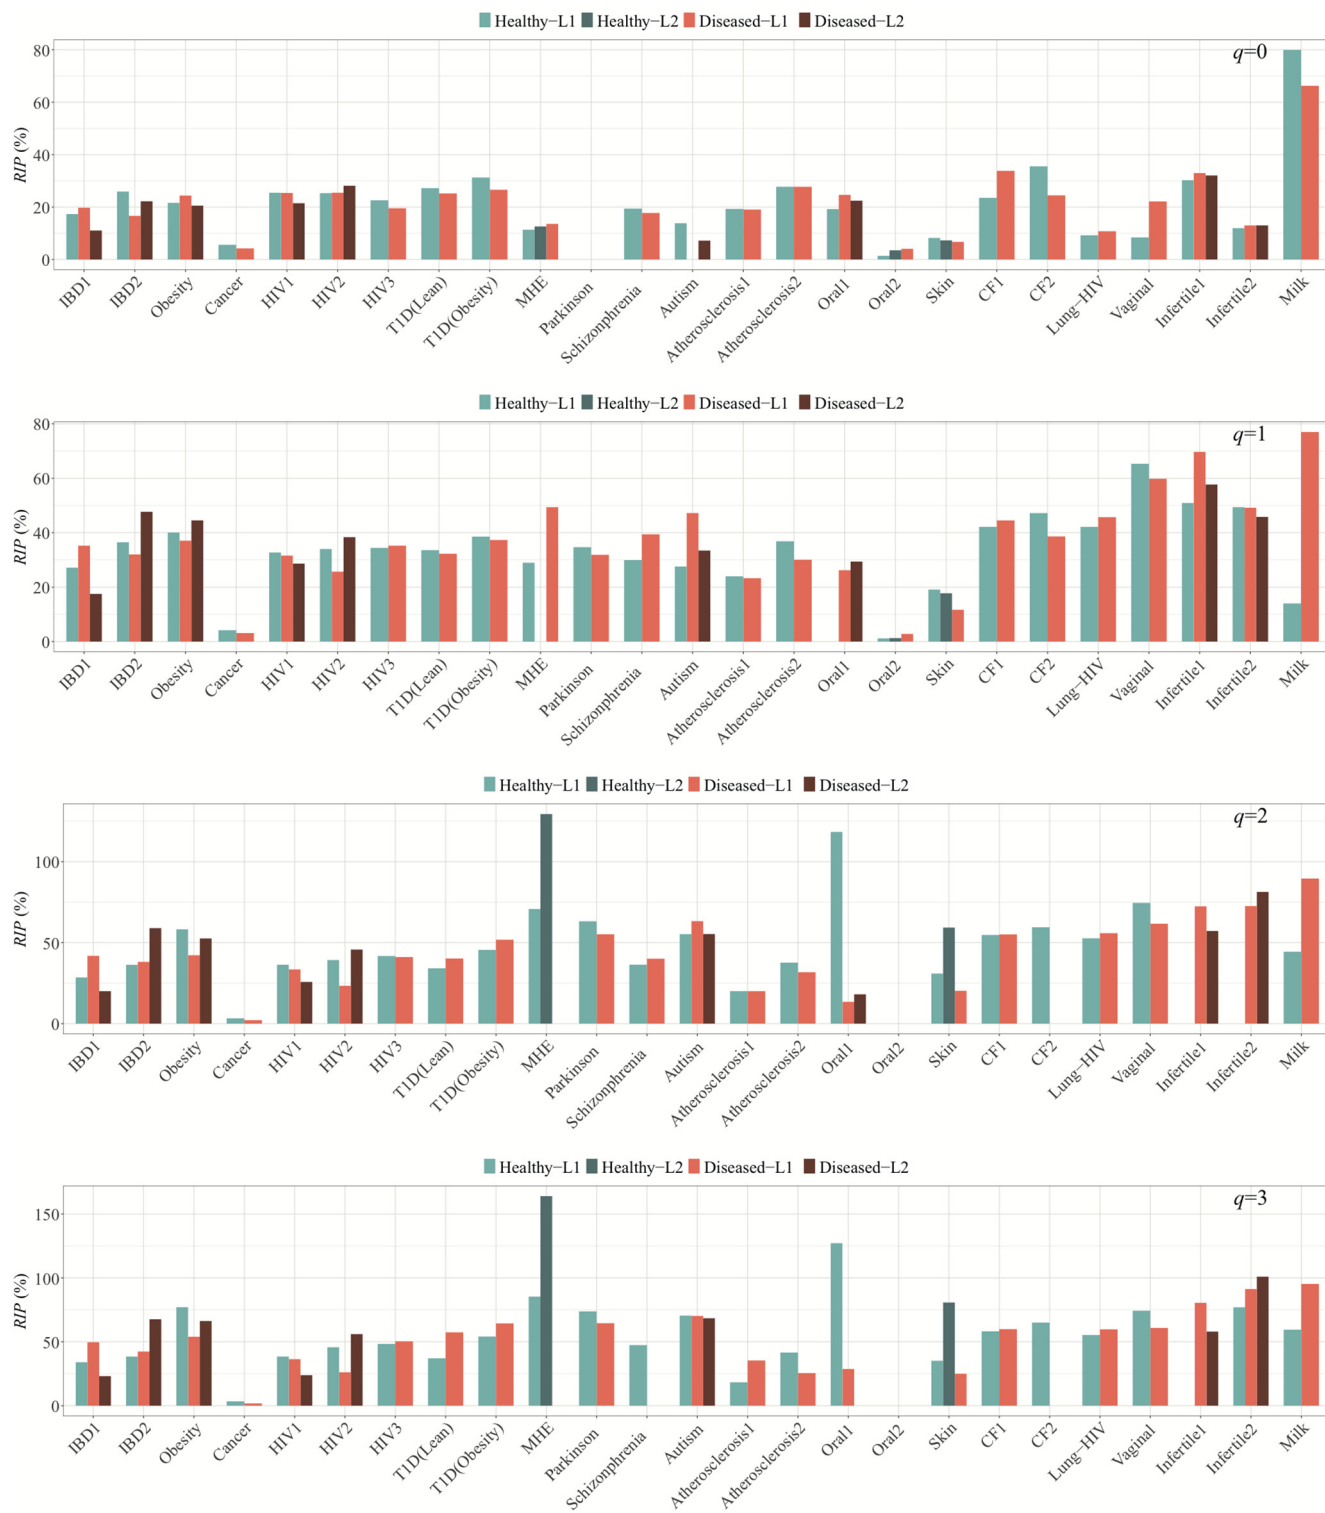 Healthy−L1 Healthy−L2 Diseased−L1 Diseased−L2
q=0
RIP (%)
80
60
40
20
0
IBD1 IBD2 Obesity Cancer HIV1 HIV2 HIV3 T1D(Lean) T1D(Obesity) MHE Parkinson Schizonphrenia Autism Atherosclerosis1 Atherosclerosis2 Oral1 Oral2 Skin CF1 CF2 Lung−HIV Vaginal Infertile1 Infertile2 Milk
Healthy−L1 Healthy−L2 Diseased−L1 Diseased−L2
q=1
RIP (%)
80
60
40
20
0
IBD1 IBD2 Obesity Cancer HIV1 HIV2 HIV3 T1D(Lean) T1D(Obesity) MHE Parkinson Schizonphrenia Autism Atherosclerosis1 Atherosclerosis2 Oral1 Oral2 Skin CF1 CF2 Lung−HIV Vaginal Infertile1 Infertile2 Milk
Healthy−L1 Healthy−L2 Diseased−L1 Diseased−L2
q=2
RIP (%)
100
50
0
IBD1 IBD2 Obesity Cancer HIV1 HIV2 HIV3 T1D(Lean) T1D(Obesity) MHE Parkinson Schizonphrenia Autism Atherosclerosis1 Atherosclerosis2 Oral1 Oral2 Skin CF1 CF2 Lung−HIV Vaginal Infertile1 Infertile2 Milk
Healthy−L1 Healthy−L2 Diseased−L1 Diseased−L2
q=3
RIP (%)
150
100
50
0
IBD1 IBD2 Obesity Cancer HIV1 HIV2 HIV3 T1D(Lean) T1D(Obesity) MHE Parkinson Schizonphrenia Autism Atherosclerosis1 Atherosclerosis2 Oral1 Oral2 Skin CF1 CF2 Lung−HIV Vaginal Infertile1 Infertile2 Milk